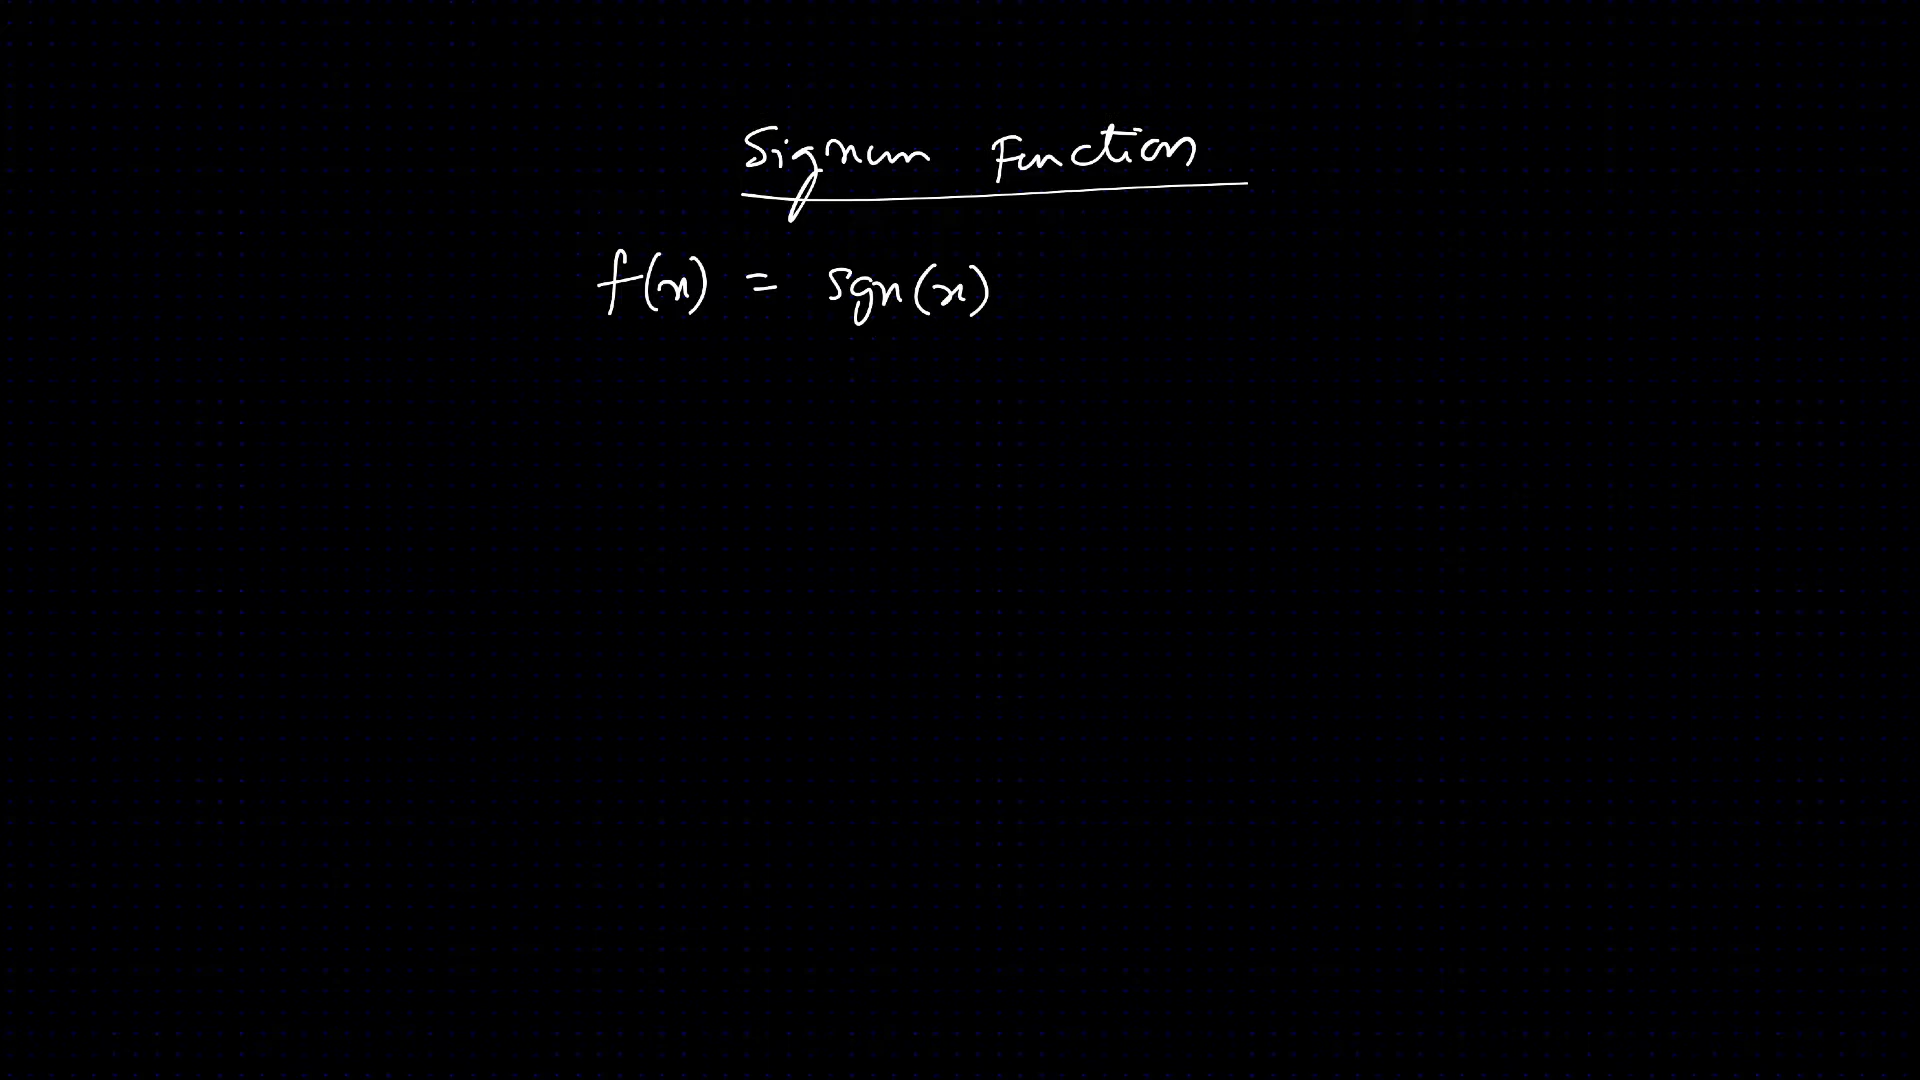 Signum Function
f(x) = sgn(x)